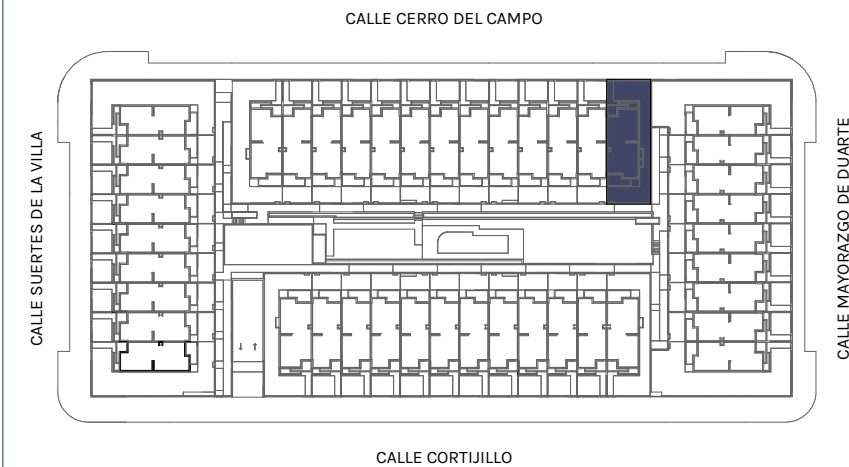 CALLE CERRO DEL CAMPO
CALLE SUERTES DE LA VILLA
CALLE MAYORAZGO DE DUARTE
CALLE CORTIJILLO